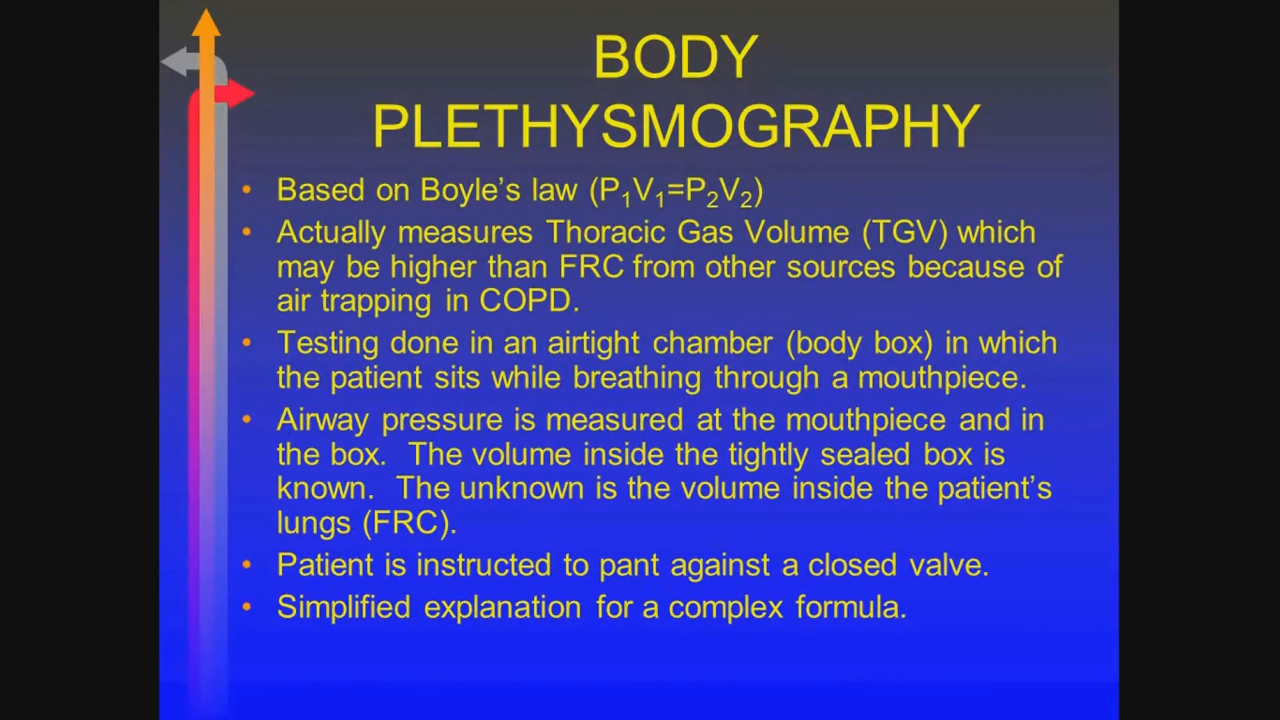 BODY
PLETHYSMOGRAPHY
• Based on Boyle’s law (P₁V₁=P₂V₂)
• Actually measures Thoracic Gas Volume (TGV) which
may be higher than FRC from other sources because of
air trapping in COPD.
• Testing done in an airtight chamber (body box) in which
the patient sits while breathing through a mouthpiece.
• Airway pressure is measured at the mouthpiece and in
the box.  The volume inside the tightly sealed box is
known.  The unknown is the volume inside the patient’s
lungs (FRC).
• Patient is instructed to pant against a closed valve.
• Simplified explanation for a complex formula.